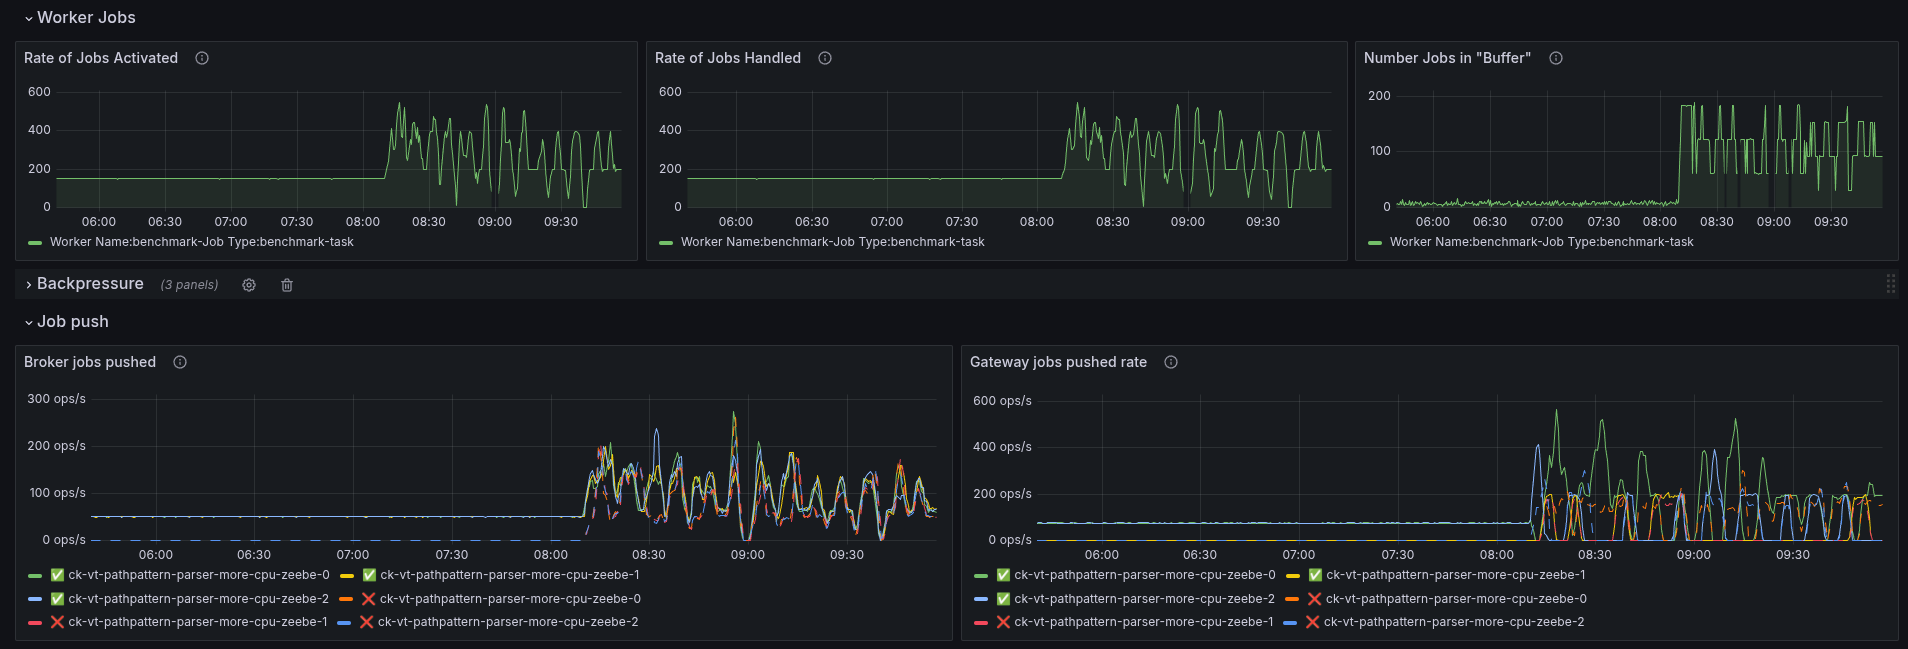 Worker Jobs
Rate of Jobs Activated
600
400
200
0
06:00 06:30 07:00 07:30 08:00 08:30 09:00 09:30
Worker Name:benchmark-Job Type:benchmark-task
Rate of Jobs Handled
600
400
200
0
06:00 06:30 07:00 07:30 08:00 08:30 09:00 09:30
Worker Name:benchmark-Job Type:benchmark-task
Number Jobs in "Buffer"
200
100
0
06:00 06:30 07:00 07:30 08:00 08:30 09:00 09:30
Worker Name:benchmark-Job Type:benchmark-task
Backpressure (3 panels)
Job push
Broker jobs pushed
300 ops/s
200 ops/s
100 ops/s
0 ops/s
06:00 06:30 07:00 07:30 08:00 08:30 09:00 09:30
✅ ck-vt-pathpattern-parser-more-cpu-zeebe-0 ✅ ck-vt-pathpattern-parser-more-cpu-zeebe-1
✅ ck-vt-pathpattern-parser-more-cpu-zeebe-2 ❌ ck-vt-pathpattern-parser-more-cpu-zeebe-0
❌ ck-vt-pathpattern-parser-more-cpu-zeebe-1 ❌ ck-vt-pathpattern-parser-more-cpu-zeebe-2
Gateway jobs pushed rate
600 ops/s
400 ops/s
200 ops/s
0 ops/s
06:00 06:30 07:00 07:30 08:00 08:30 09:00 09:30
✅ ck-vt-pathpattern-parser-more-cpu-zeebe-0 ✅ ck-vt-pathpattern-parser-more-cpu-zeebe-1
✅ ck-vt-pathpattern-parser-more-cpu-zeebe-2 ❌ ck-vt-pathpattern-parser-more-cpu-zeebe-0
❌ ck-vt-pathpattern-parser-more-cpu-zeebe-1 ❌ ck-vt-pathpattern-parser-more-cpu-zeebe-2